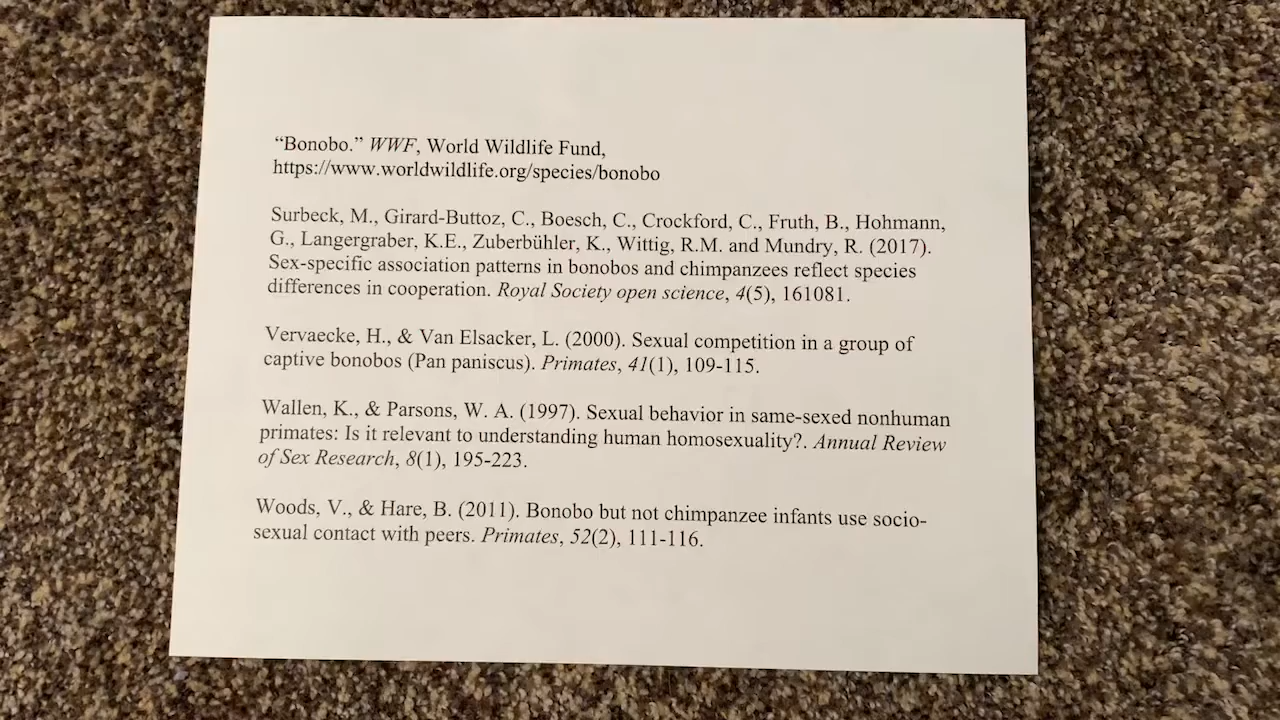 “Bonobo.” WWF, World Wildlife Fund,
https://www.worldwildlife.org/species/bonobo
Surbeck, M., Girard-Buttoz, C., Boesch, C., Crockford, C., Fruth, B., Hohmann,
G., Langergraber, K.E., Zuberbühler, K., Wittig, R.M. and Mundry, R. (2017).
Sex-specific association patterns in bonobos and chimpanzees reflect species
differences in cooperation. Royal Society open science, 4(5), 161081.
Vervaecke, H., & Van Elsacker, L. (2000). Sexual competition in a group of
captive bonobos (Pan paniscus). Primates, 41(1), 109-115.
Wallen, K., & Parsons, W. A. (1997). Sexual behavior in same-sexed nonhuman
primates: Is it relevant to understanding human homosexuality?. Annual Review
of Sex Research, 8(1), 195-223.
Woods, V., & Hare, B. (2011). Bonobo but not chimpanzee infants use socio-
sexual contact with peers. Primates, 52(2), 111-116.